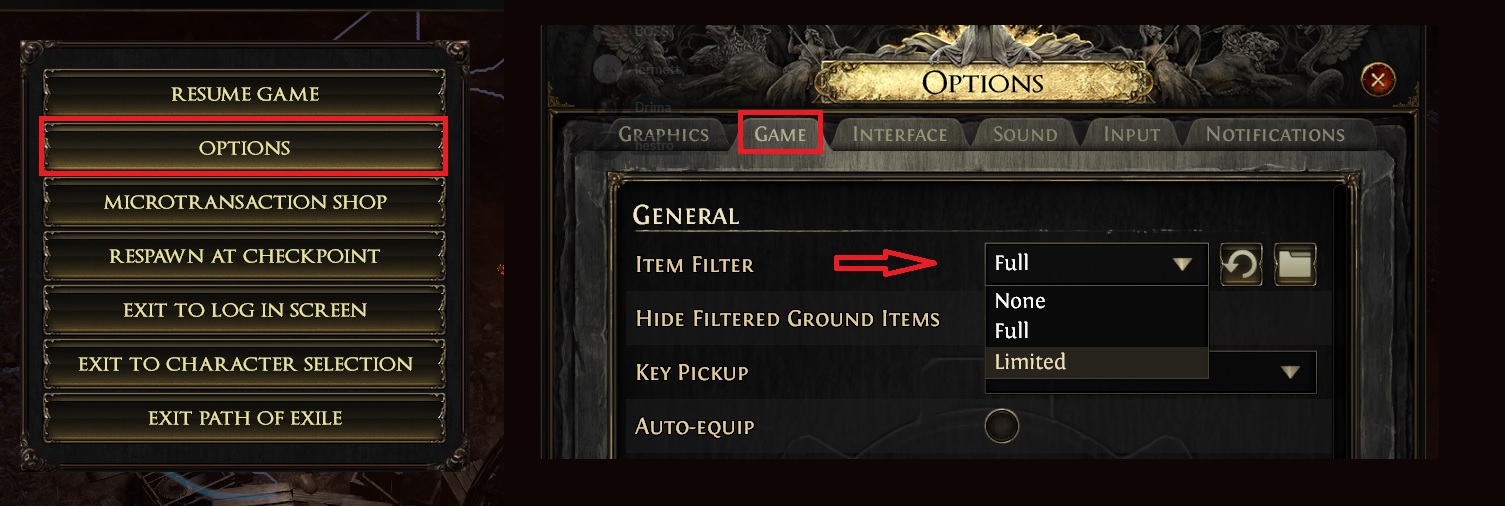 RESUME GAME
OPTIONS
MICROTRANSACTION SHOP
RESPAWN AT CHECKPOINT
EXIT TO LOG IN SCREEN
EXIT TO CHARACTER SELECTION
EXIT PATH OF EXILE
OPTIONS
GRAPHICS GAME INTERFACE SOUND INPUT NOTIFICATIONS
GENERAL
ITEM FILTER Full
None
HIDE FILTERED GROUND ITEMS
Full
Limited
KEY PICKUP
AUTO-EQUIP
Drima